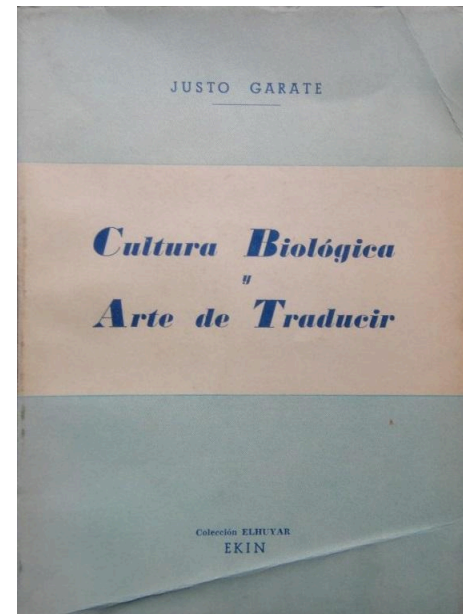 JUSTO GARATE
Cultura Biológica
y
Arte de Traducir
Colección ELHUYAR
EKIN